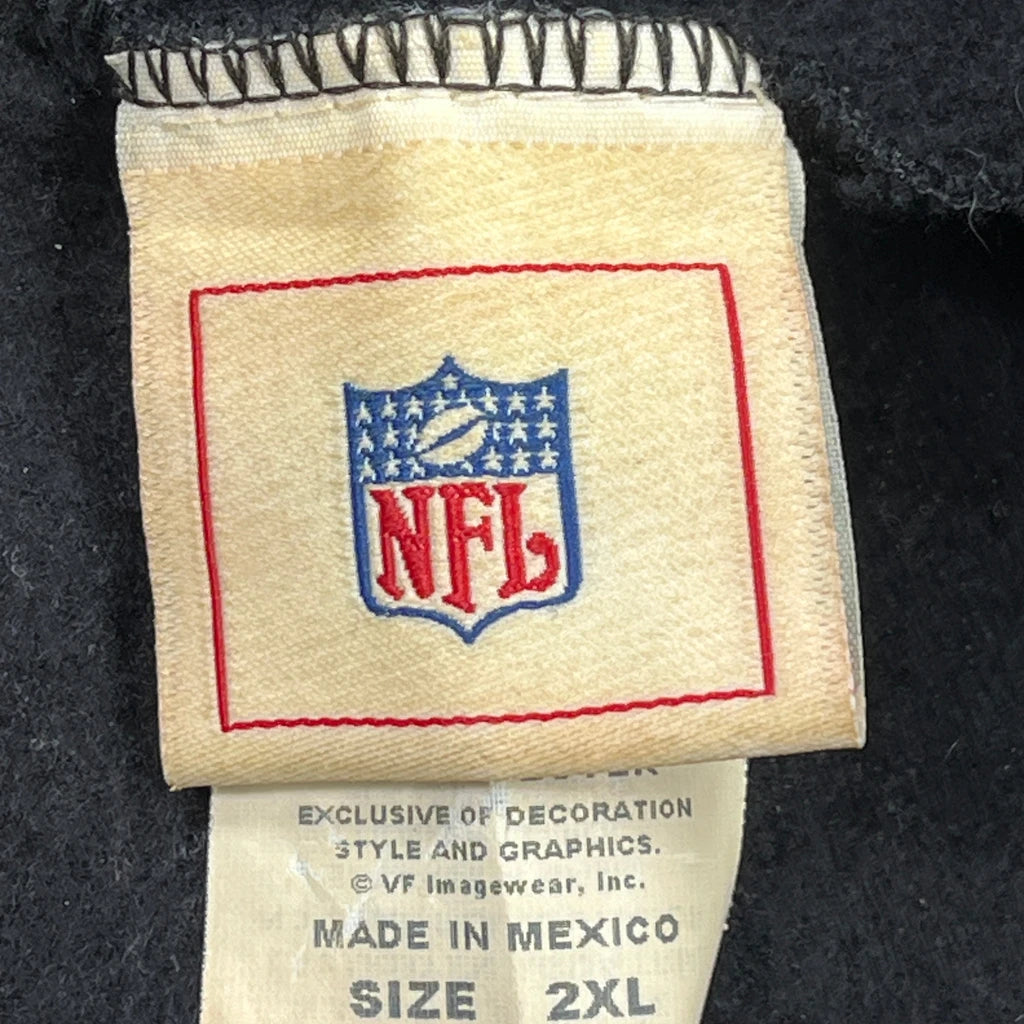 NFL
EXCLUSIVE OF DECORATION
STYLE AND GRAPHICS.
© VF Imagewear, Inc.
MADE IN MEXICO
SIZE 2XL